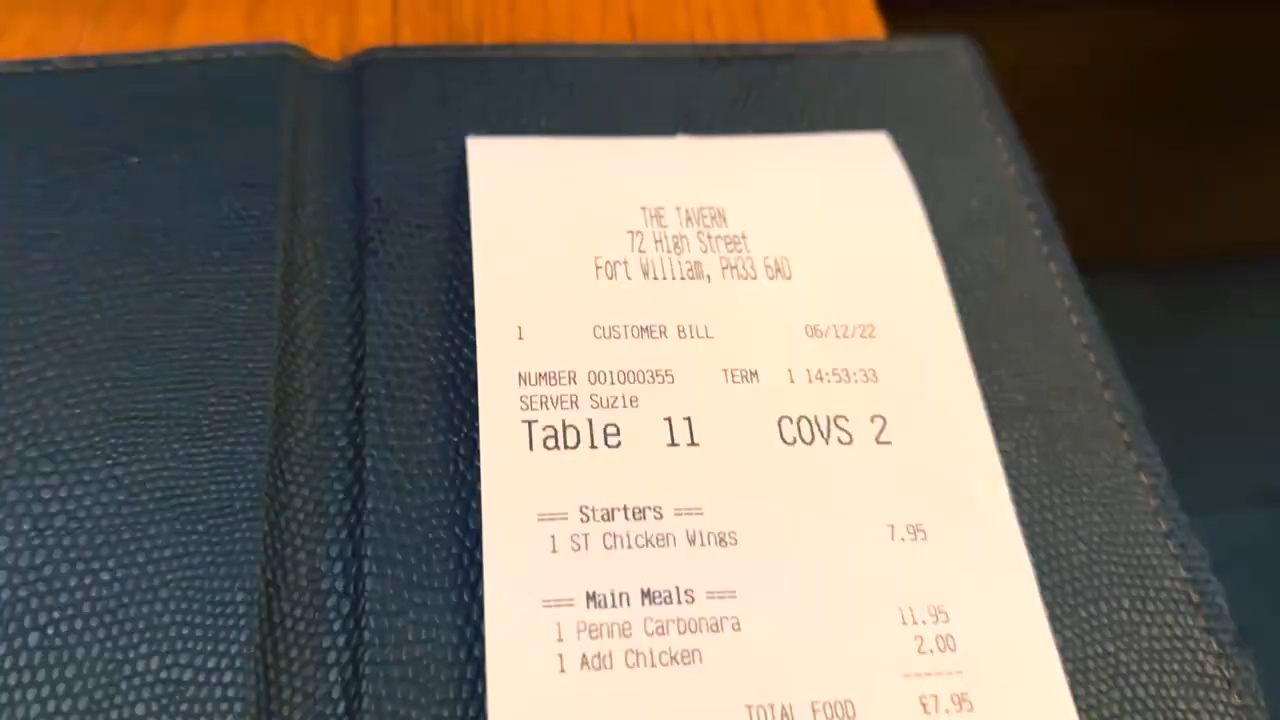 THE TAVERN
72 High Street
Fort William, PH33 6AD
1 CUSTOMER BILL 06/12/22
NUMBER 001000355 TERM 1 14:53:33
SERVER Suzie
Table 11 COVS 2
=== Starters ===
1 ST Chicken Wings 7.95
=== Main Meals ===
1 Penne Carbonara 11.95
1 Add Chicken 2.00
------
TOTAL FOOD £7.95